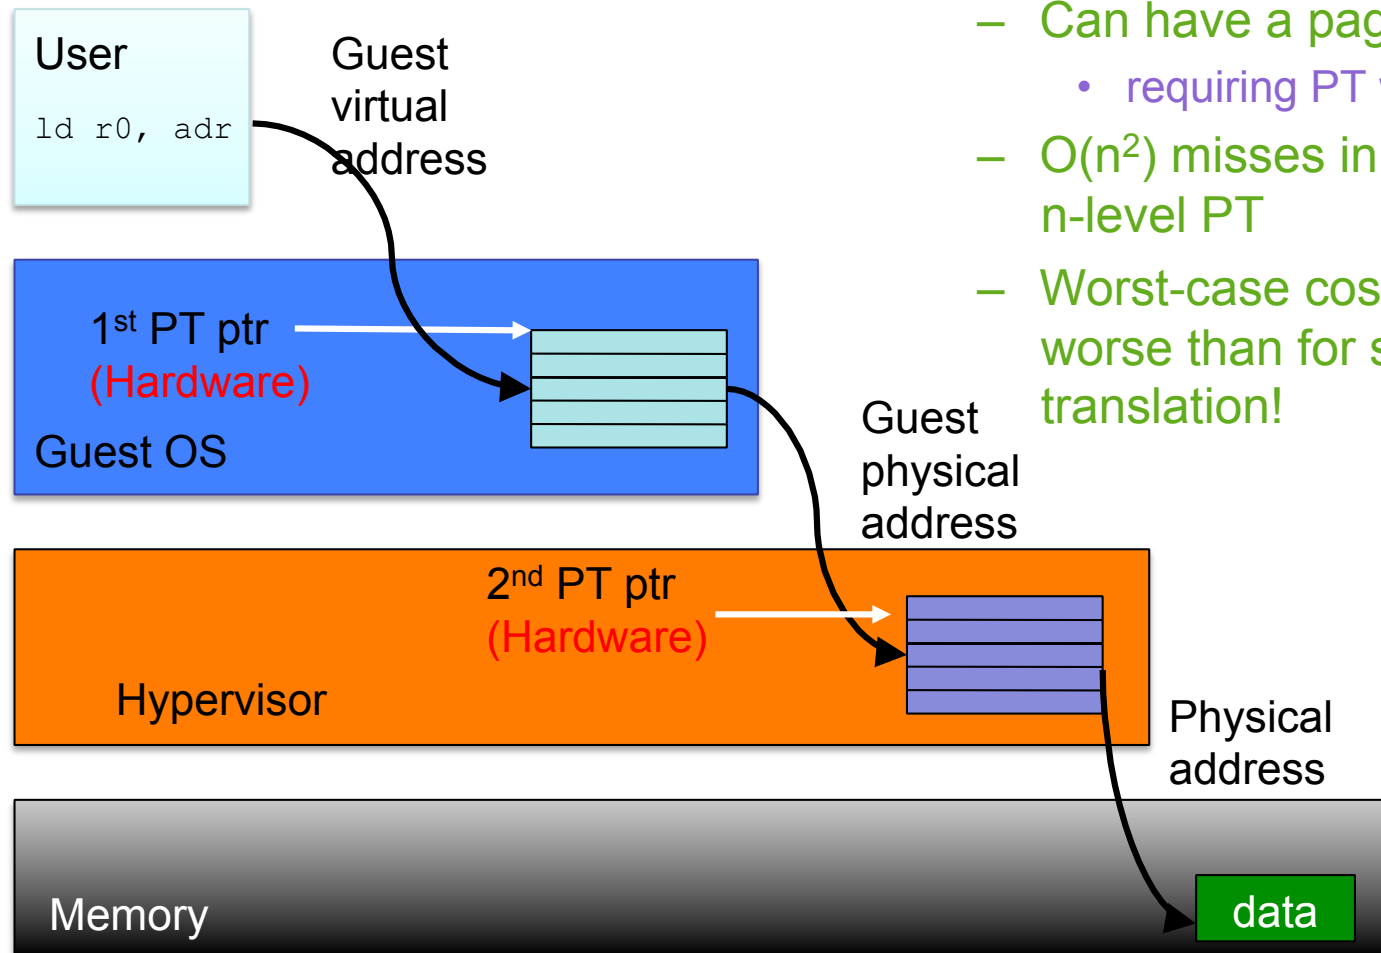 User
ld r0, adr
Guest
virtual
address
1st PT ptr
(Hardware)
Guest OS
Guest
physical
address
2nd PT ptr
(Hardware)
Hypervisor
Physical
address
Memory
data
– Can have a pag
• requiring PT
– O(n²) misses in
n-level PT
– Worst-case cos
worse than for s
translation!